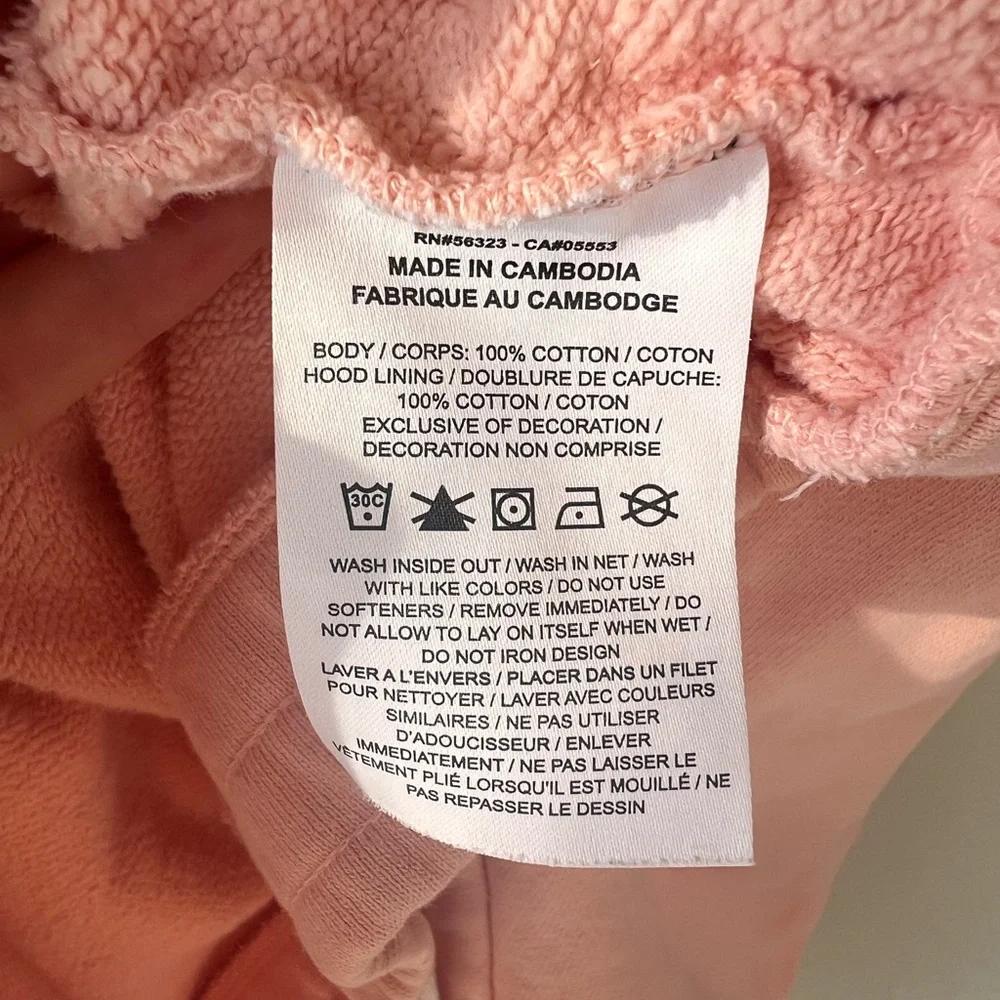 RN#56323 - CA#05553
MADE IN CAMBODIA
FABRIQUE AU CAMBODGE
BODY / CORPS: 100% COTTON / COTON
HOOD LINING / DOUBLURE DE CAPUCHE:
100% COTTON / COTON
EXCLUSIVE OF DECORATION /
DECORATION NON COMPRISE
30C
WASH INSIDE OUT / WASH IN NET / WASH
WITH LIKE COLORS / DO NOT USE
SOFTENERS / REMOVE IMMEDIATELY / DO
NOT ALLOW TO LAY ON ITSELF WHEN WET /
DO NOT IRON DESIGN
LAVER A L'ENVERS / PLACER DANS UN FILET
POUR NETTOYER / LAVER AVEC COULEURS
SIMILAIRES / NE PAS UTILISER
D'ADOUCISSEUR / ENLEVER
IMMEDIATEMENT / NE PAS LAISSER LE
VÊTEMENT PLIÉ LORSQU'IL EST MOUILLÉ / NE
PAS REPASSER LE DESSIN